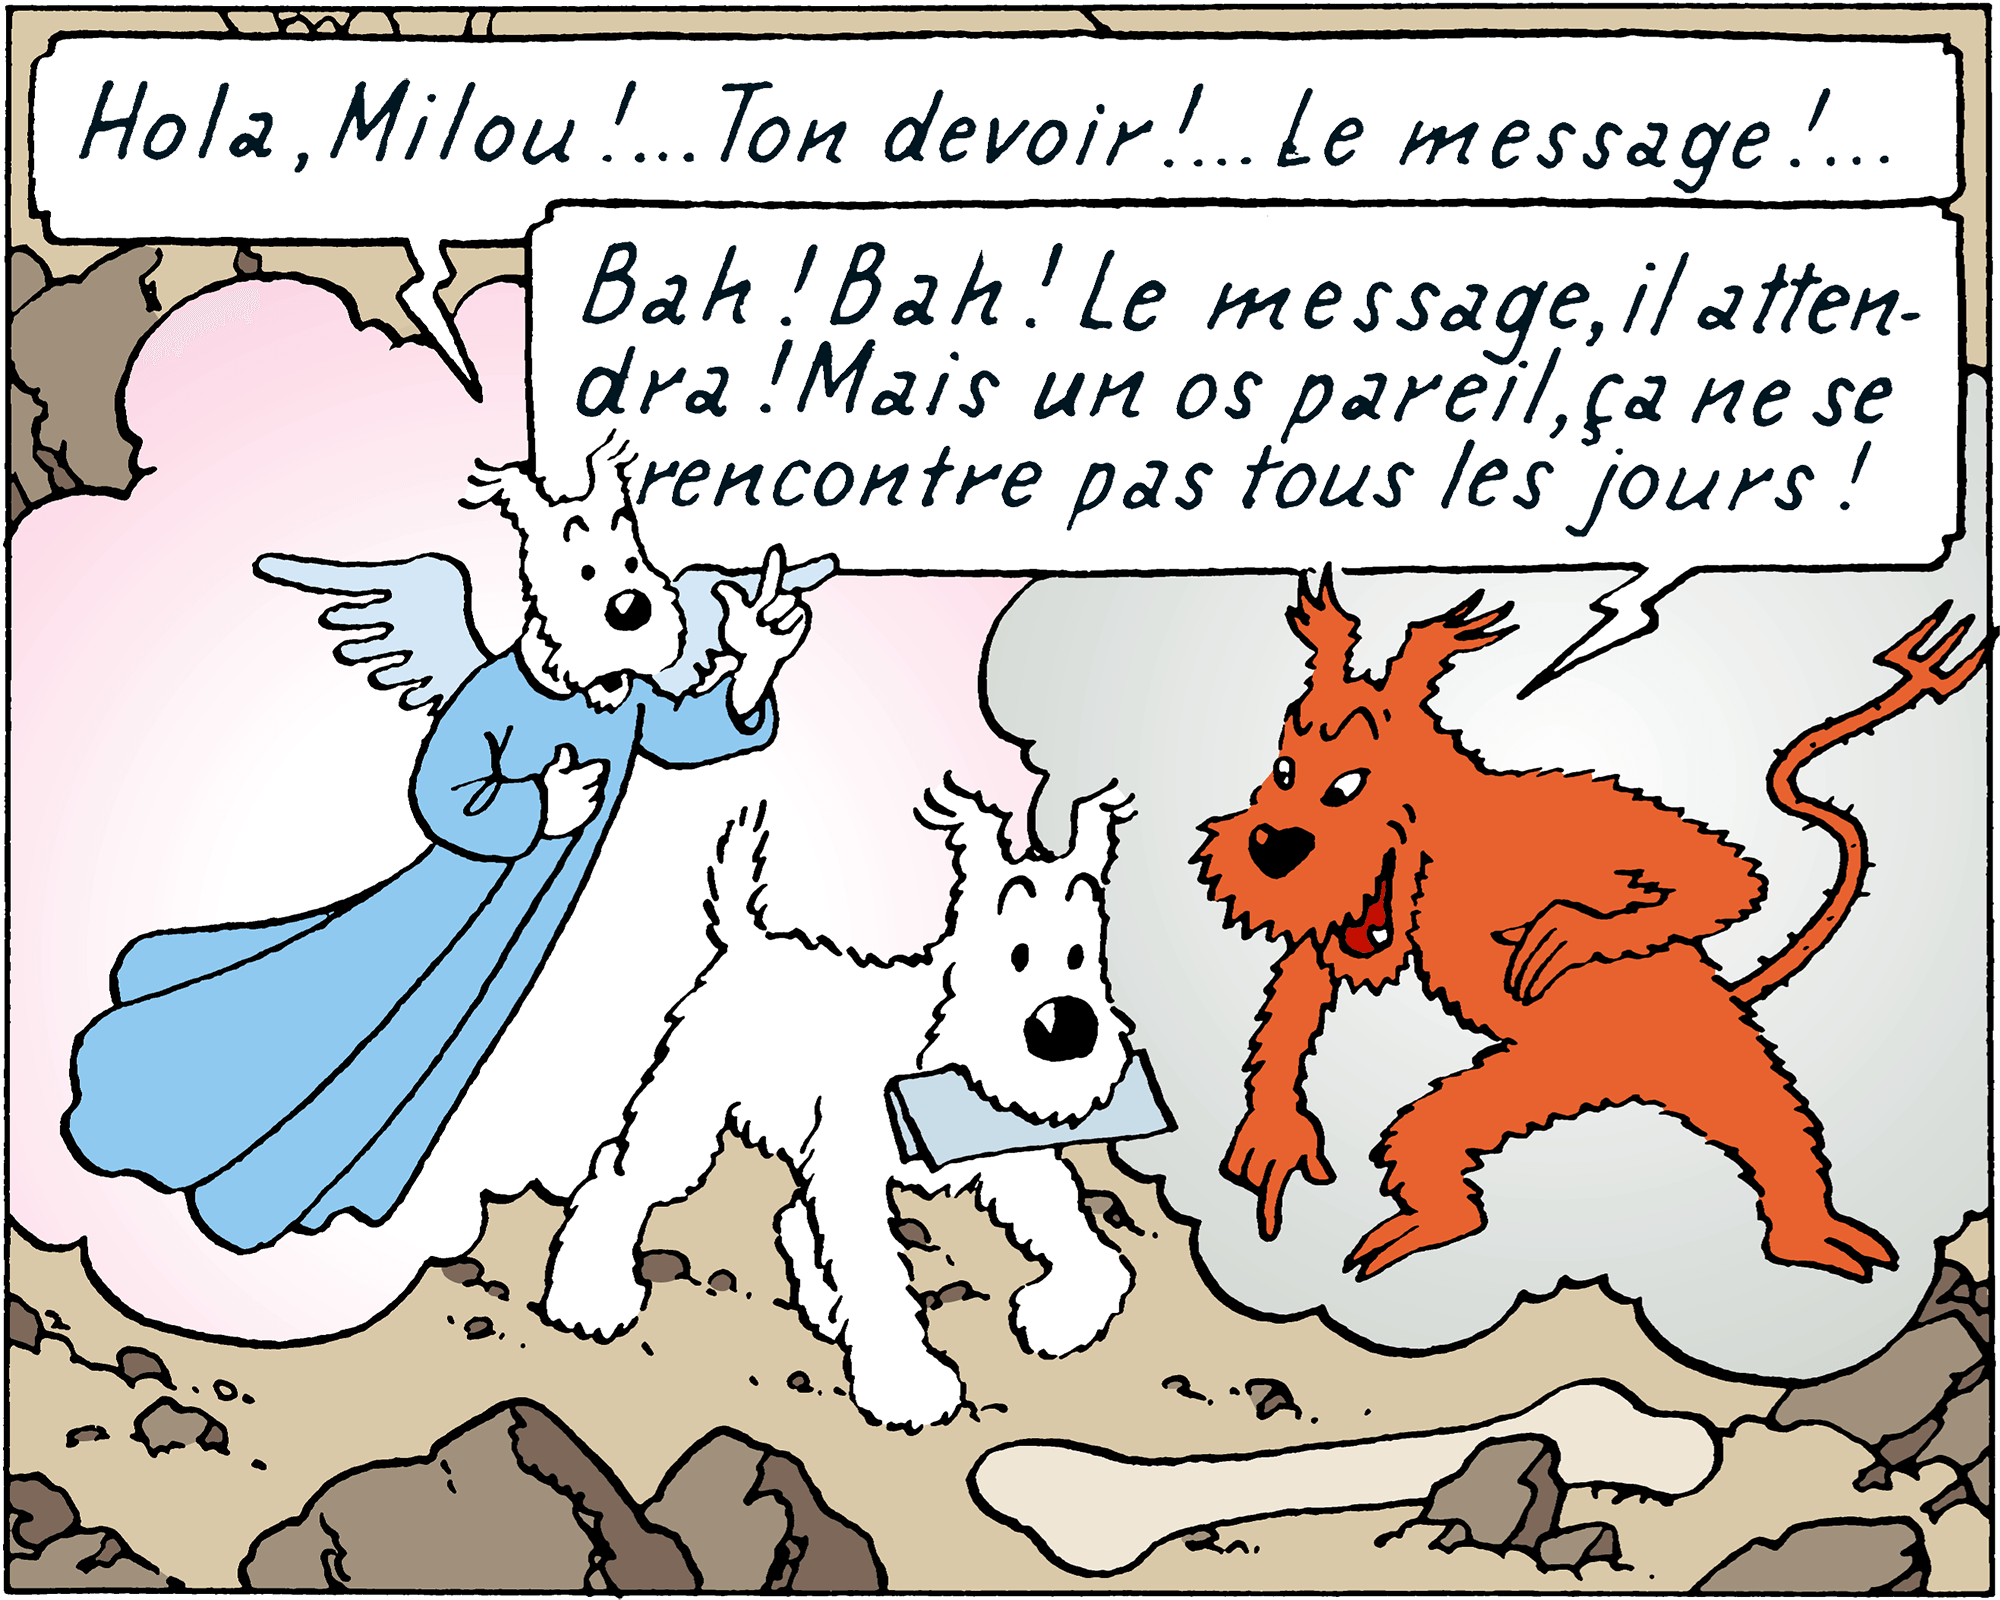 Hola, Milou!...Ton devoir!...Le message!...
Bah! Bah! Le message, il atten-
dra! Mais un os pareil, ça ne se
rencontre pas tous les jours!